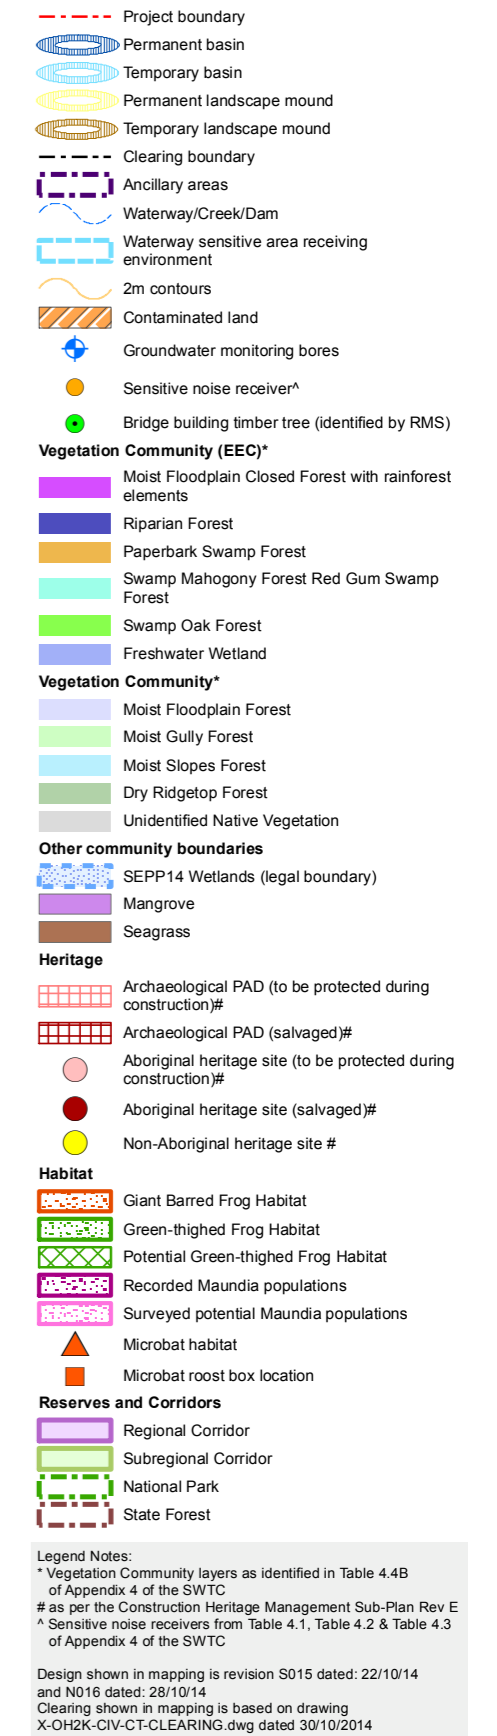 Project boundary
Permanent basin
Temporary basin
Permanent landscape mound
Temporary landscape mound
Clearing boundary
Ancillary areas
Waterway/Creek/Dam
Waterway sensitive area receiving
environment
2m contours
Contaminated land
Groundwater monitoring bores
Sensitive noise receiver^
Bridge building timber tree (identified by RMS)
Vegetation Community (EEC)*
Moist Floodplain Closed Forest with rainforest
elements
Riparian Forest
Paperbark Swamp Forest
Swamp Mahogony Forest Red Gum Swamp
Forest
Swamp Oak Forest
Freshwater Wetland
Vegetation Community*
Moist Floodplain Forest
Moist Gully Forest
Moist Slopes Forest
Dry Ridgetop Forest
Unidentified Native Vegetation
Other community boundaries
SEPP14 Wetlands (legal boundary)
Mangrove
Seagrass
Heritage
Archaeological PAD (to be protected during
construction)#
Archaeological PAD (salvaged)#
Aboriginal heritage site (to be protected during
construction)#
Aboriginal heritage site (salvaged)#
Non-Aboriginal heritage site #
Habitat
Giant Barred Frog Habitat
Green-thighed Frog Habitat
Potential Green-thighed Frog Habitat
Recorded Maundia populations
Surveyed potential Maundia populations
Microbat habitat
Microbat roost box location
Reserves and Corridors
Regional Corridor
Subregional Corridor
National Park
State Forest
Legend Notes:
* Vegetation Community layers as identified in Table 4.4B
of Appendix 4 of the SWTC
# as per the Construction Heritage Management Sub-Plan Rev E
^ Sensitive noise receivers from Table 4.1, Table 4.2 & Table 4.3
of Appendix 4 of the SWTC
Design shown in mapping is revision S015 dated: 22/10/14
and N016 dated: 28/10/14
Clearing shown in mapping is based on drawing
X-OH2K-CIV-CT-CLEARING.dwg dated 30/10/2014